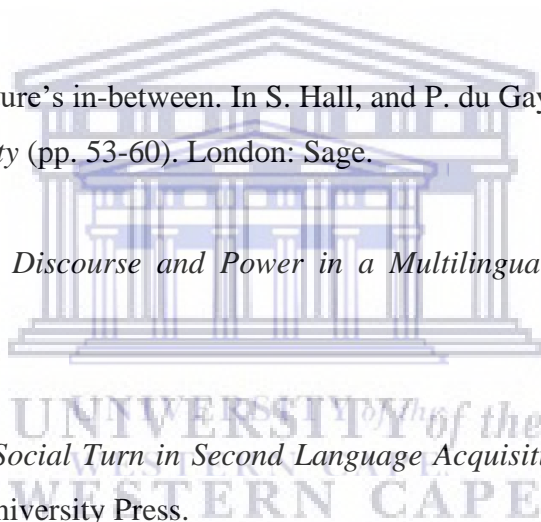 ure's in-between. In S. Hall, and P. du Gay
ty (pp. 53-60). London: Sage.
Discourse and Power in a Multilingua
UNIVERSITY of the
Social Turn in Second Language Acquisiti
WESTERN CAPE
niversity Press.